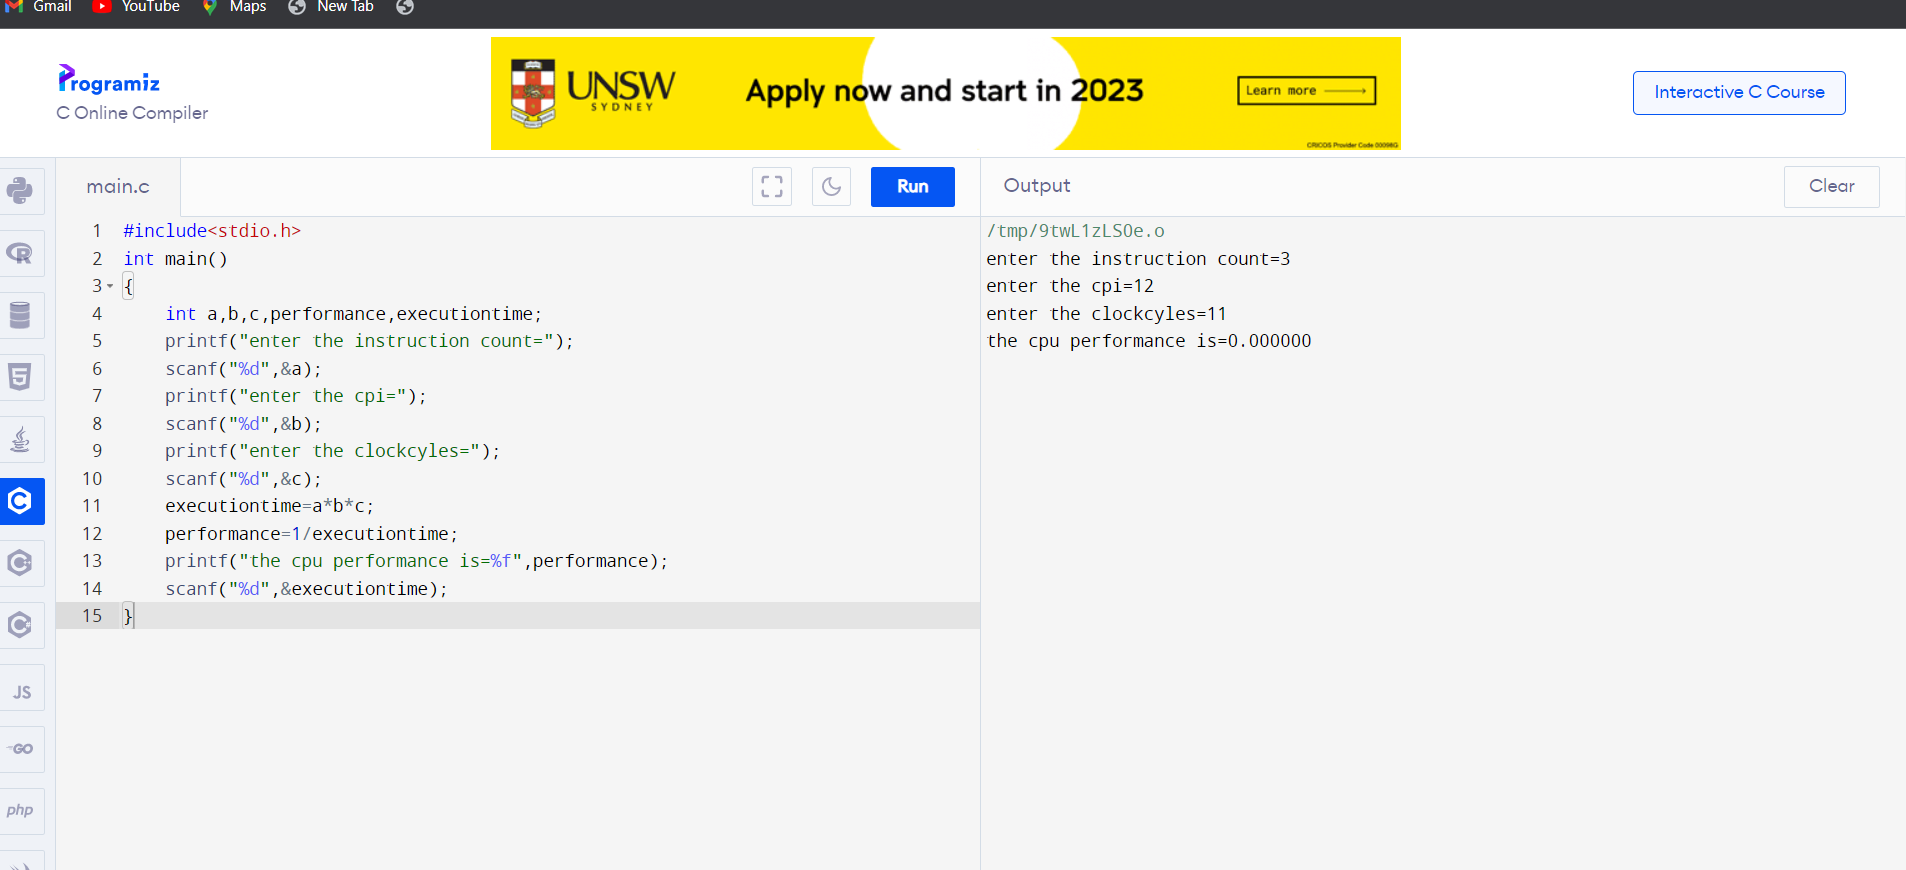 Gmail YouTube Maps New Tab
Programiz
C Online Compiler
UNSW
SYDNEY
Apply now and start in 2023
Learn more
CRICOS Provider Code 00098G
Interactive C Course
main.c
Run
Output
Clear
1 #include<stdio.h>
2 int main()
3 {
4 int a,b,c,performance,executiontime;
5 printf("enter the instruction count=");
6 scanf("%d",&a);
7 printf("enter the cpi=");
8 scanf("%d",&b);
9 printf("enter the clockcyles=");
10 scanf("%d",&c);
11 executiontime=a*b*c;
12 performance=1/executiontime;
13 printf("the cpu performance is=%f",performance);
14 scanf("%d",&executiontime);
15 }
/tmp/9twL1zLSOe.o
enter the instruction count=3
enter the cpi=12
enter the clockcyles=11
the cpu performance is=0.000000
JS
GO
php